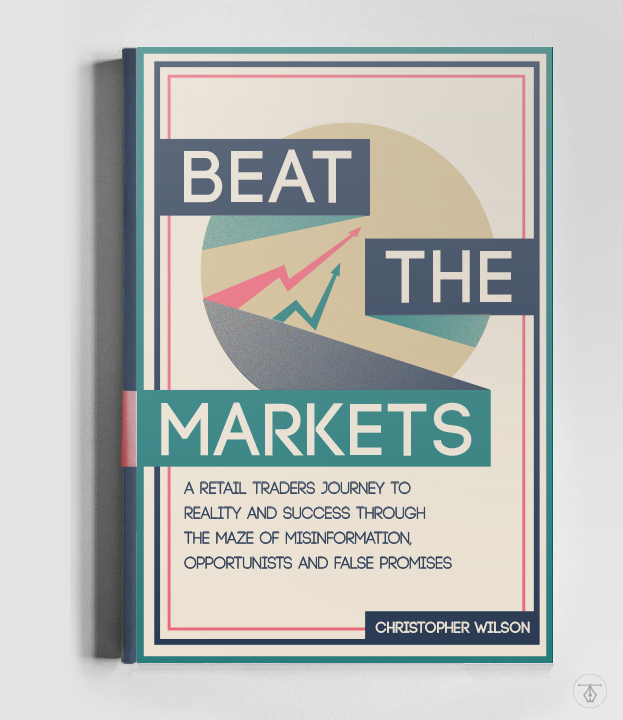 BEAT
THE
MARKETS
A RETAIL TRADERS JOURNEY TO
REALITY AND SUCCESS THROUGH
THE MAZE OF MISINFORMATION,
OPPORTUNISTS AND FALSE PROMISES
CHRISTOPHER WILSON